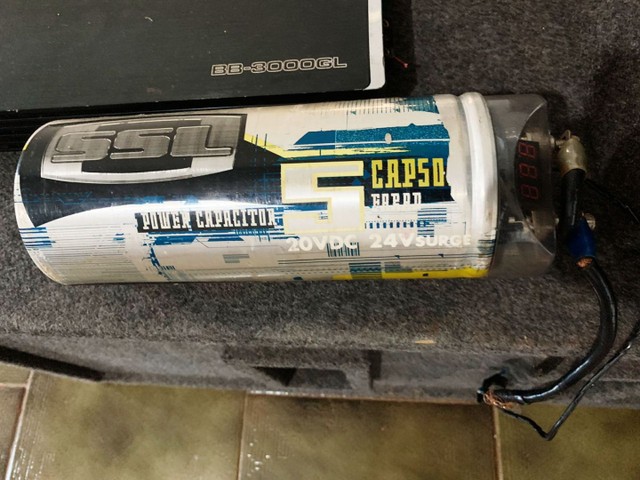 BB-3000GL
SSL
CAP50
5
FARAD
POWER CAPACITOR
20VDC 24VSURGE